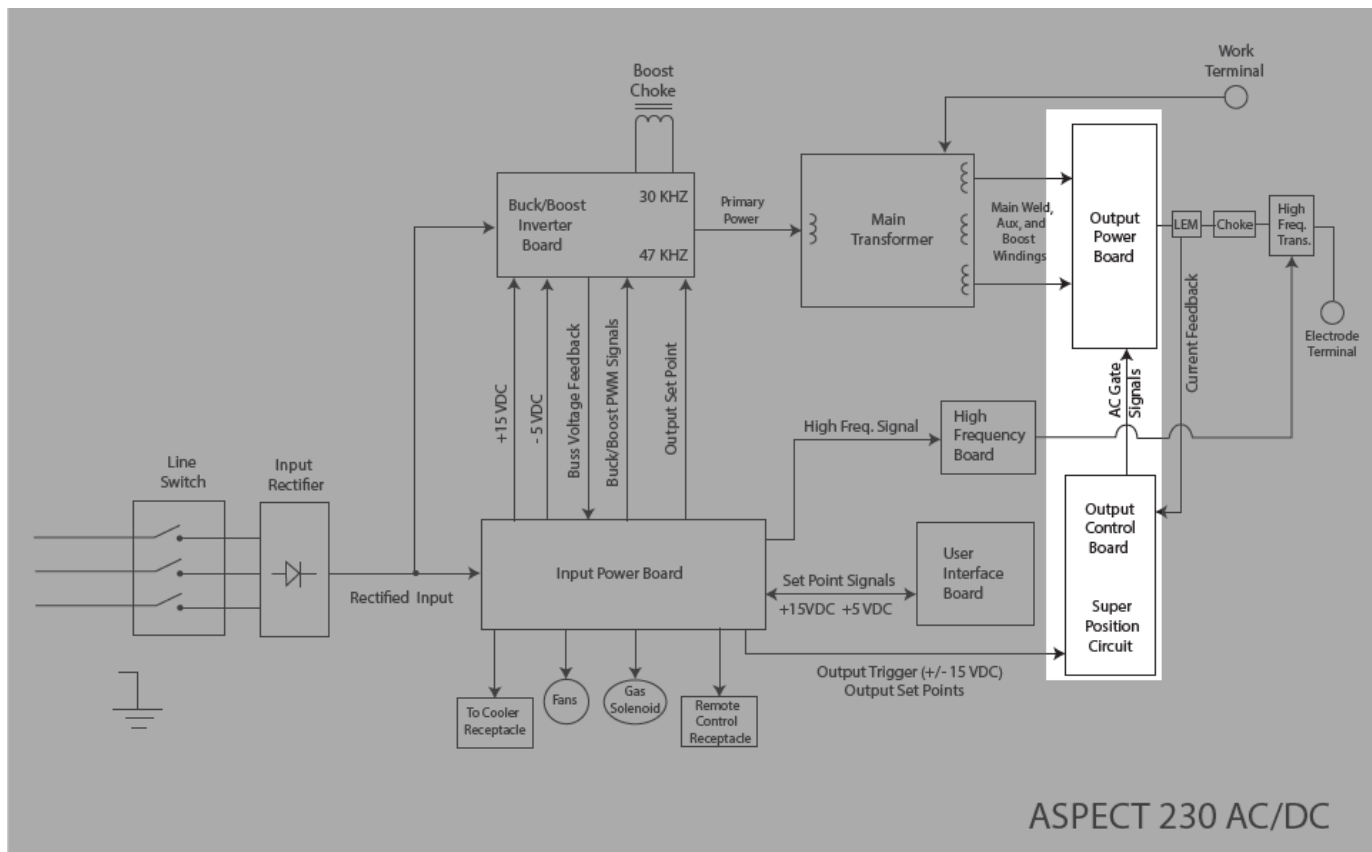 Work
Terminal
Boost
Choke
Buck/Boost
Inverter
Board
30 KHZ
47 KHZ
Primary
Power
Main
Transformer
Main Weld,
Aux, and
Boost
Windings
Output
Power
Board
LEM
Choke
High
Freq.
Trans.
Electrode
Terminal
+15 VDC
- 5 VDC
Buss Voltage Feedback
Buck/Boost PWM Signals
Output Set Point
AC Gate
Signals
Current Feedback
High Freq. Signal
High
Frequency
Board
Line
Switch
Input
Rectifier
Rectified Input
Input Power Board
Set Point Signals
+15VDC +5 VDC
User
Interface
Board
Output
Control
Board
Super
Position
Circuit
Output Trigger (+/- 15 VDC)
Output Set Points
To Cooler
Receptacle
Fans
Gas
Solenoid
Remote
Control
Receptacle
ASPECT 230 AC/DC